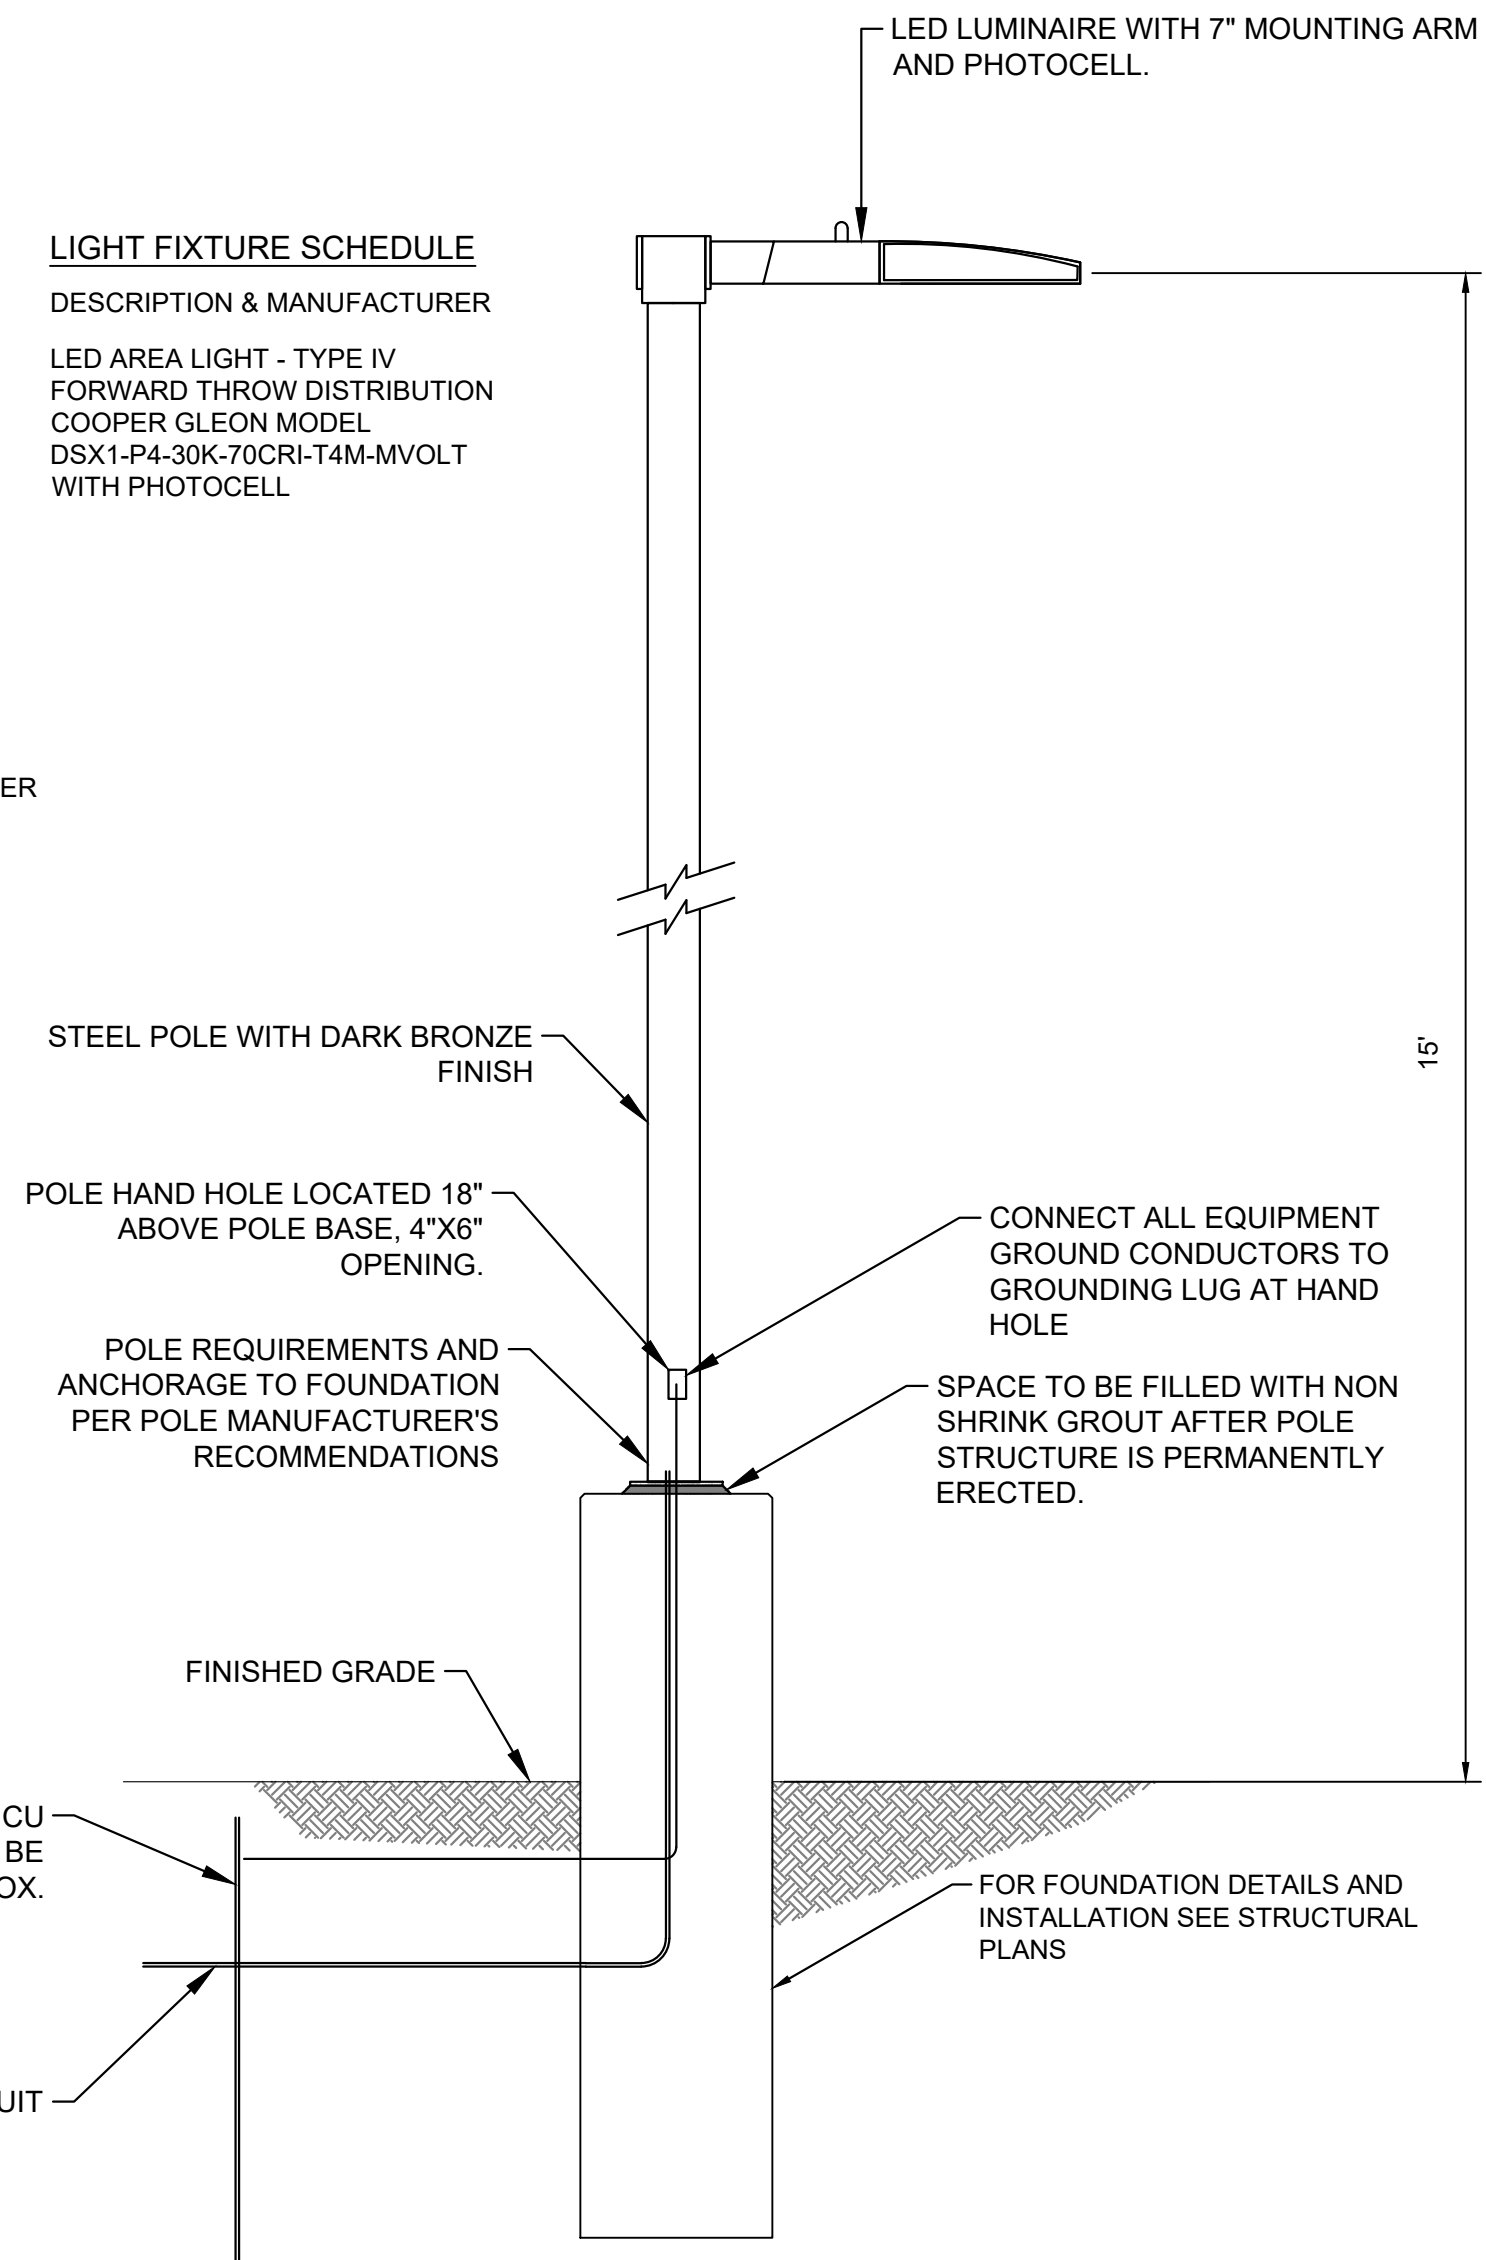 LED LUMINAIRE WITH 7" MOUNTING ARM
AND PHOTOCELL.
LIGHT FIXTURE SCHEDULE
DESCRIPTION & MANUFACTURER
LED AREA LIGHT - TYPE IV
FORWARD THROW DISTRIBUTION
COOPER GLEON MODEL
DSX1-P4-30K-70CRI-T4M-MVOLT
WITH PHOTOCELL
ER
STEEL POLE WITH DARK BRONZE
FINISH
15'
POLE HAND HOLE LOCATED 18"
ABOVE POLE BASE, 4"X6"
OPENING.
CONNECT ALL EQUIPMENT
GROUND CONDUCTORS TO
GROUNDING LUG AT HAND
HOLE
POLE REQUIREMENTS AND
ANCHORAGE TO FOUNDATION
PER POLE MANUFACTURER'S
RECOMMENDATIONS
SPACE TO BE FILLED WITH NON
SHRINK GROUT AFTER POLE
STRUCTURE IS PERMANENTLY
ERECTED.
FINISHED GRADE
CU
BE
OX.
FOR FOUNDATION DETAILS AND
INSTALLATION SEE STRUCTURAL
PLANS
UIT